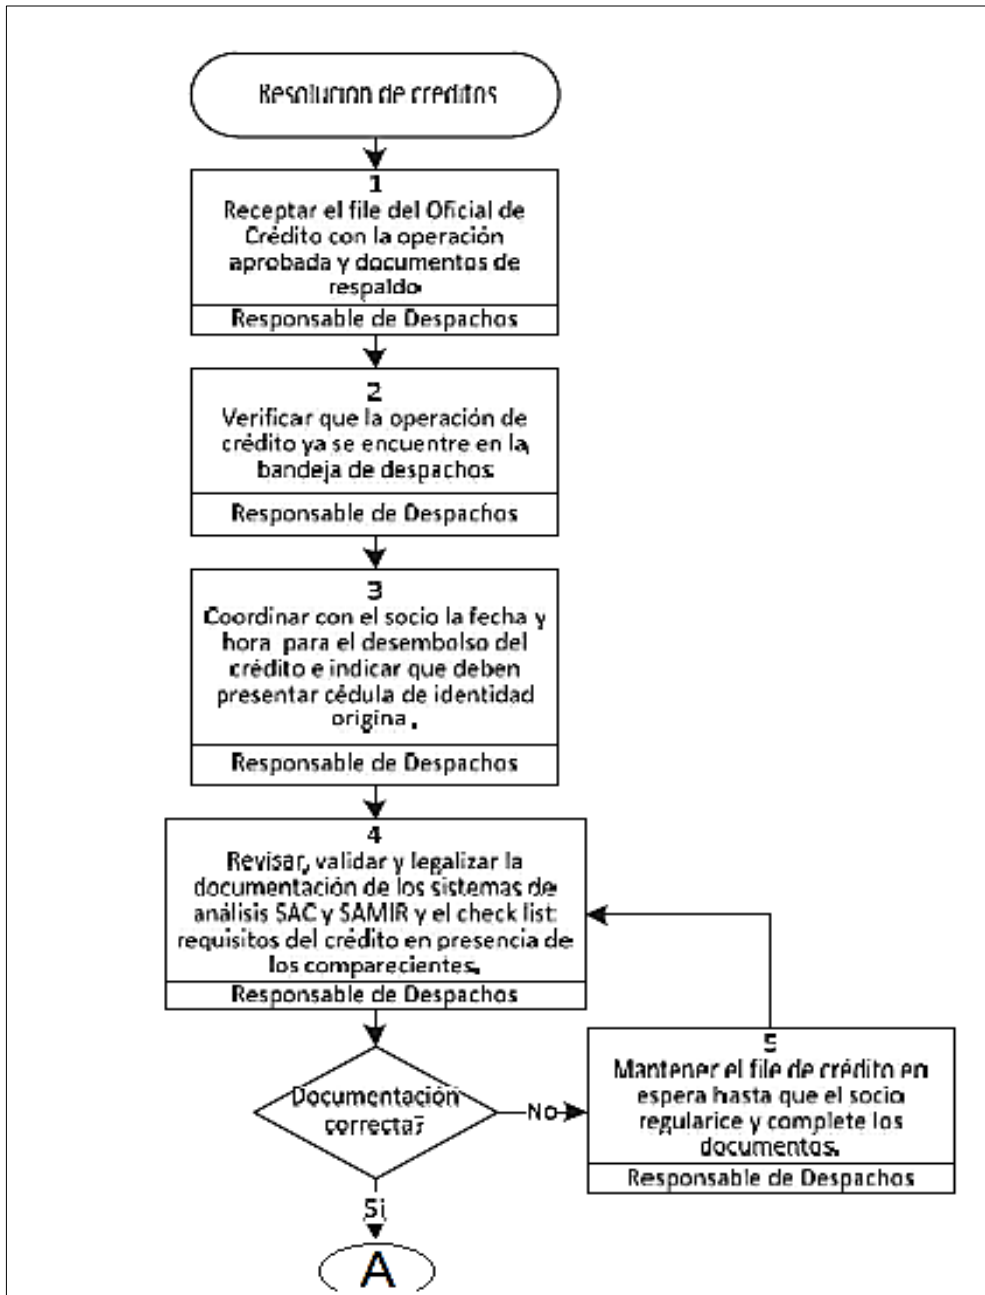 Resolucion de creditos
1
Receptar el file del Oficial de
Crédito con la operación
aprobada y documentos de
respaldo
Responsable de Despachos
2
Verificar que la operación de
crédito ya se encuentre en la
bandeja de despachos.
Responsable de Despachos
3
Coordinar con el socio la fecha y
hora para el desembolso del
crédito e indicar que deben
presentar cédula de identidad
origina.
Responsable de Despachos
4
Revisar, validar y legalizar la
documentación de los sistemas de
análisis SAC y SAMIR y el check list
requisitos del crédito en presencia de
los comparecientes.
Responsable de Despachos
Documentación
correcta?
No
5
Mantener el file de crédito en
espera hasta que el socio
regularice y complete los
documentos.
Responsable de Despachos
Si
A